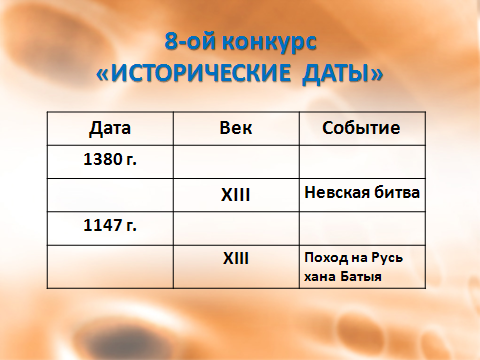 8-ой конкурс
«ИСТОРИЧЕСКИЕ ДАТЫ»
Дата Век Событие
1380 г.
XIII Невская битва
1147 г.
XIII Поход на Русь
хана Батыя